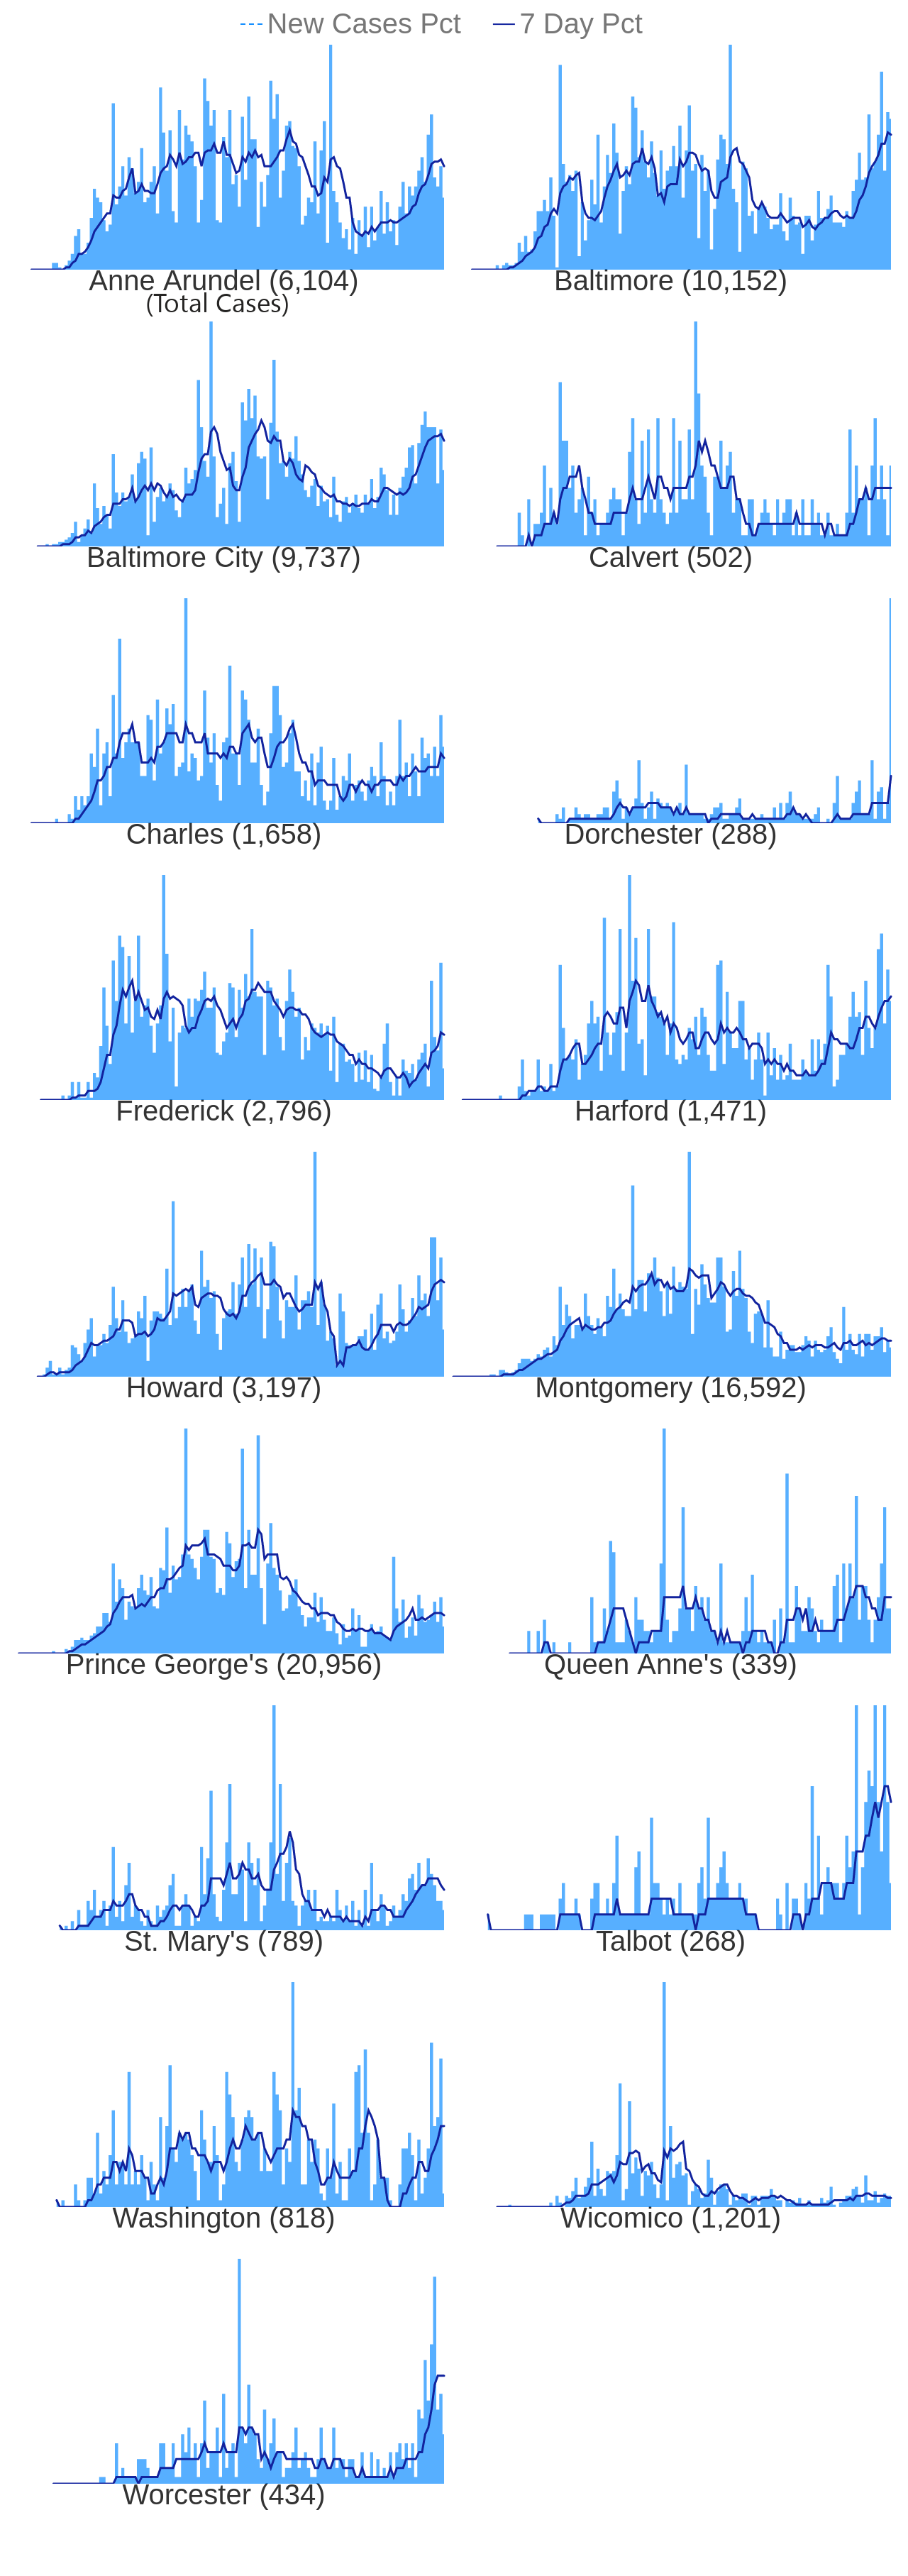 New Cases Pct 7 Day Pct
Anne Arundel (6,104) Baltimore (10,152)
(Total Cases)
Baltimore City (9,737) Calvert (502)
Charles (1,658) Dorchester (288)
Frederick (2,796) Harford (1,471)
Howard (3,197) Montgomery (16,592)
Prince George's (20,956) Queen Anne's (339)
St. Mary's (789) Talbot (268)
Washington (818) Wicomico (1,201)
Worcester (434)